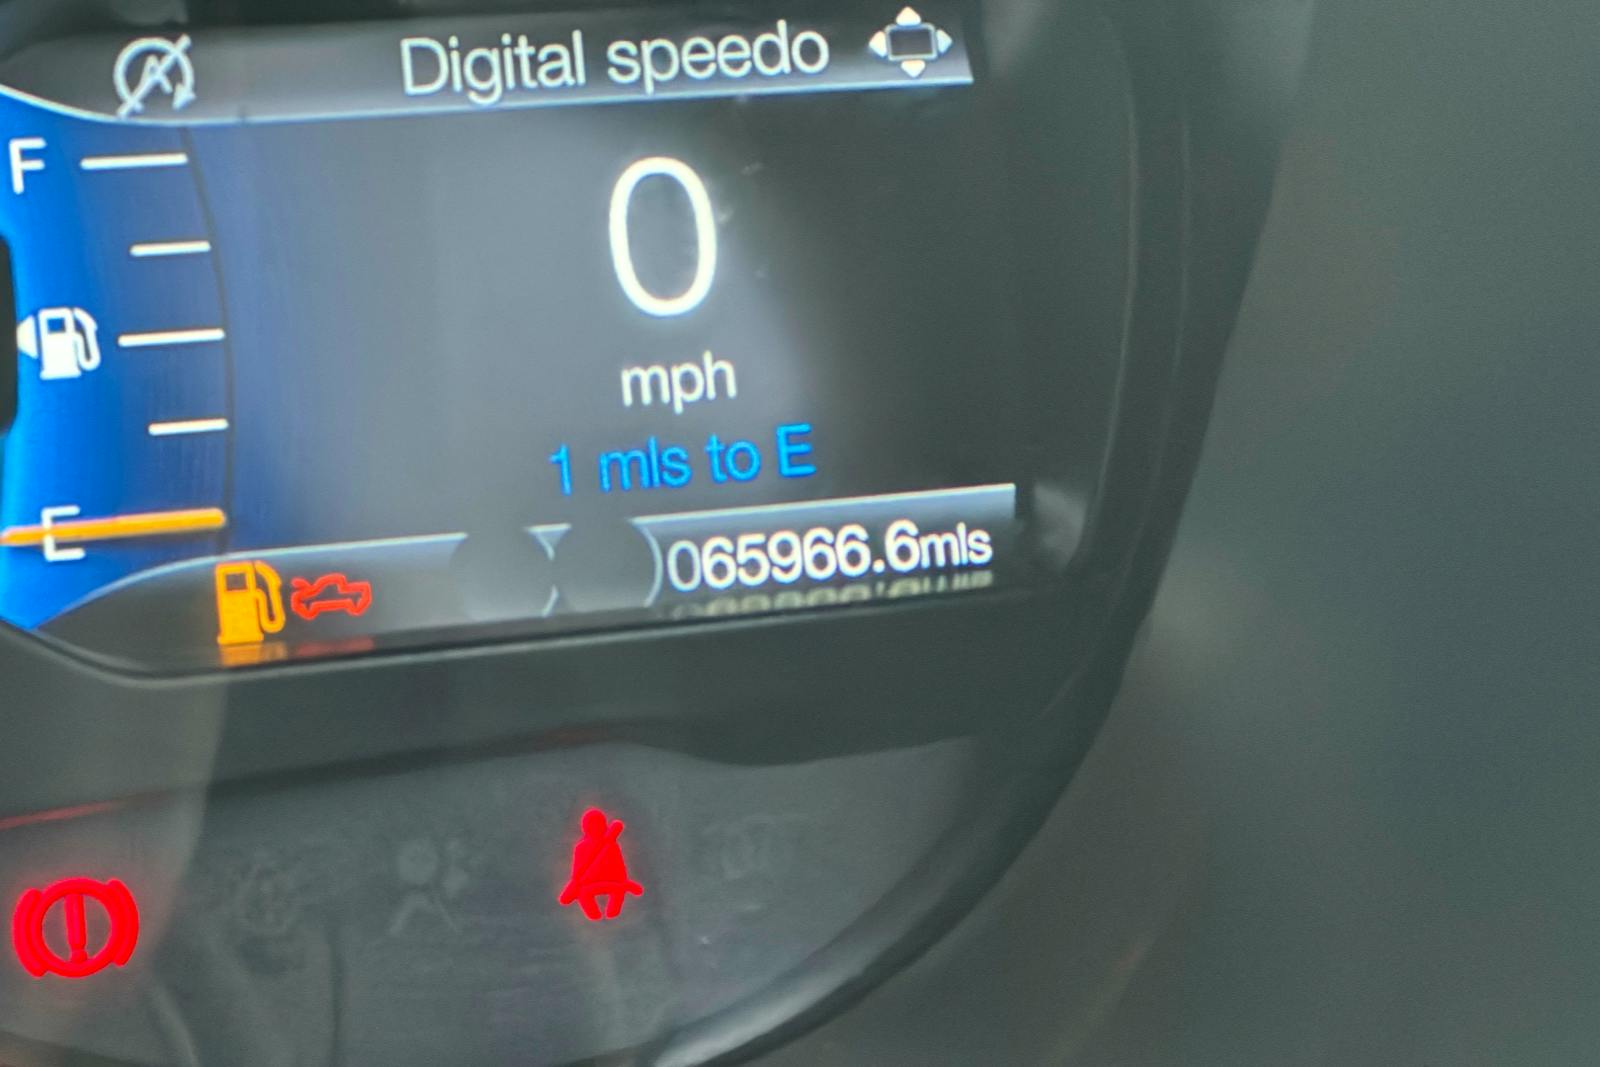 Digital speedo
F
0
mph
1 mls to E
E
065966.6mls